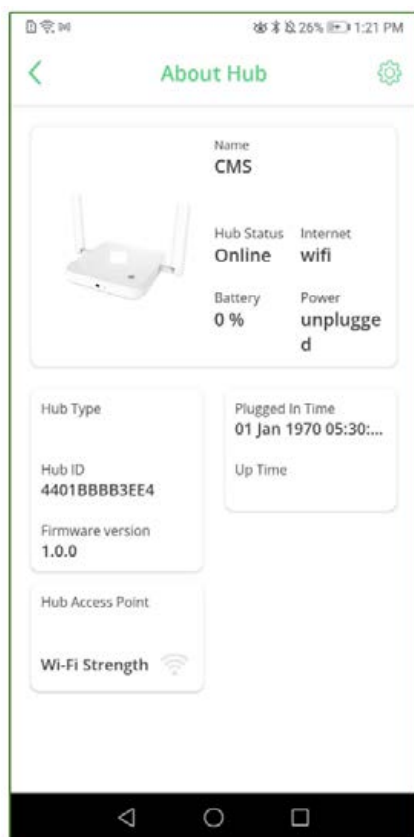 26% 1:21 PM
About Hub
Name
CMS
Hub Status Internet
Online wifi
Battery Power
0 % unplugge
d
Hub Type
Plugged In Time
01 Jan 1970 05:30:...
Hub ID
4401BBBB3EE4
Up Time
Firmware version
1.0.0
Hub Access Point
Wi-Fi Strength